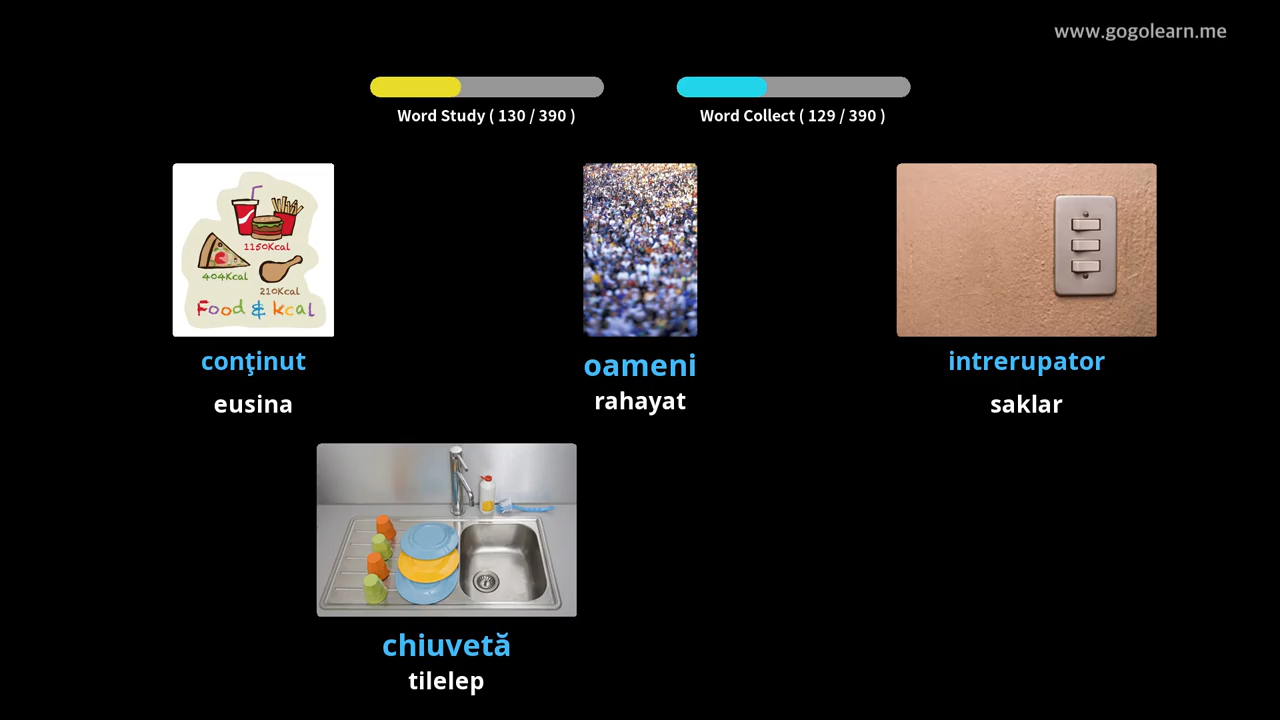 www.gogolearn.me
Word Study ( 130 / 390 )
Word Collect ( 129 / 390 )
1150Kcal
404Kcal
210Kcal
Food & kcal
conţinut
eusina
oameni
rahayat
intrerupator
saklar
chiuvetă
tilelep